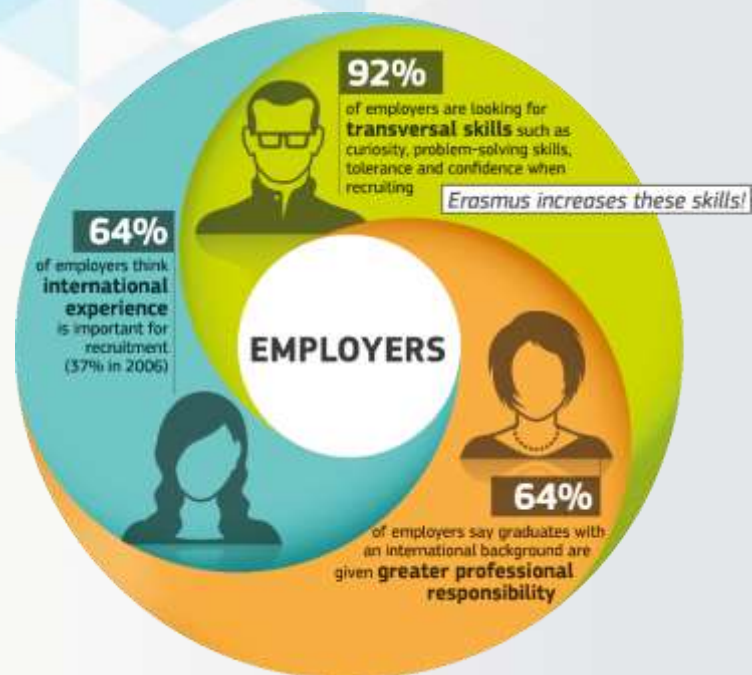 92%
of employers are looking for
transversal skills such as
curiosity, problem-solving skills,
tolerance and confidence when
recruiting
Erasmus increases these skills!
64%
of employers think
international
experience
is important for
recruitment
(37% in 2006)
EMPLOYERS
64%
of employers say graduates with
an international background are
given greater professional
responsibility